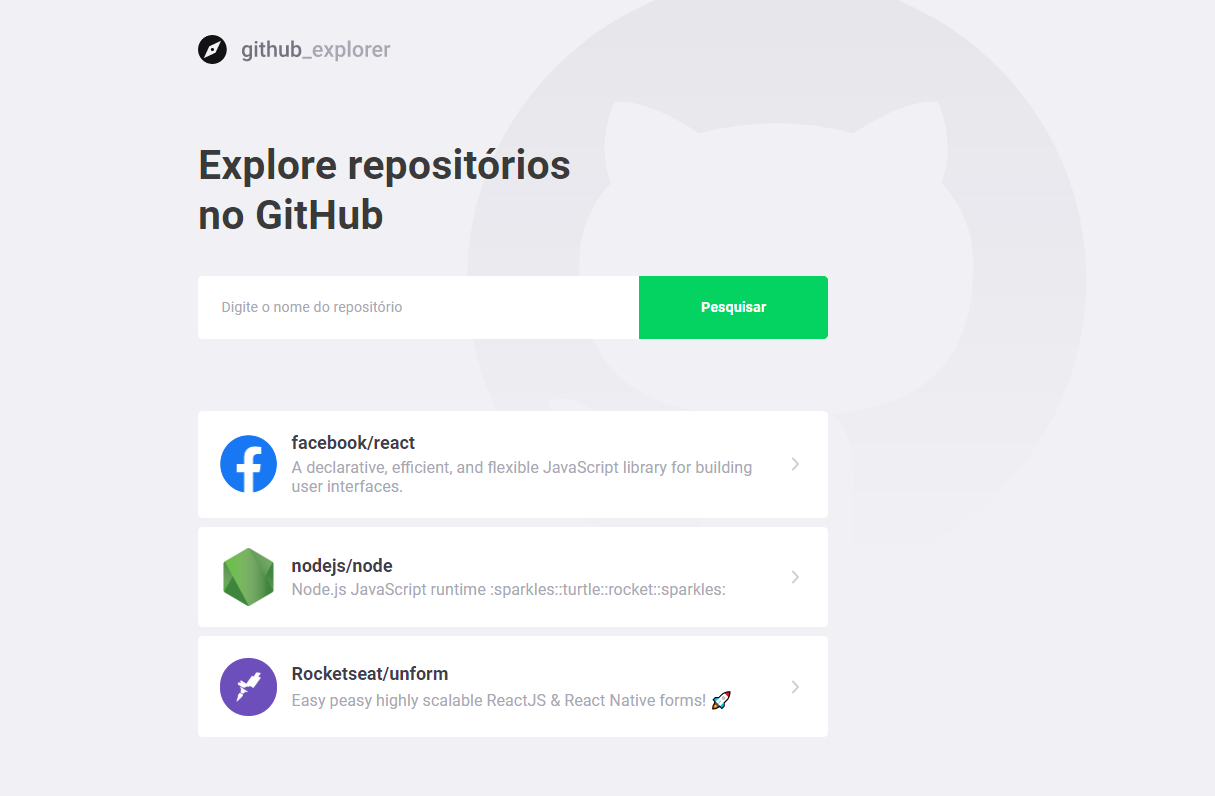 github_explorer
Explore repositórios
no GitHub
Digite o nome do repositório
Pesquisar
facebook/react
A declarative, efficient, and flexible JavaScript library for building
user interfaces.
nodejs/node
Node.js JavaScript runtime :sparkles::turtle::rocket::sparkles:
Rocketseat/unform
Easy peasy highly scalable ReactJS & React Native forms! 🚀